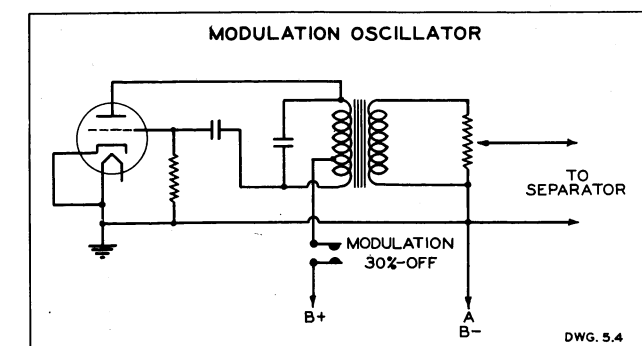 MODULATION OSCILLATOR
TO
SEPARATOR
MODULATION
30%-OFF
B+
A
B-
DWG. 5.4